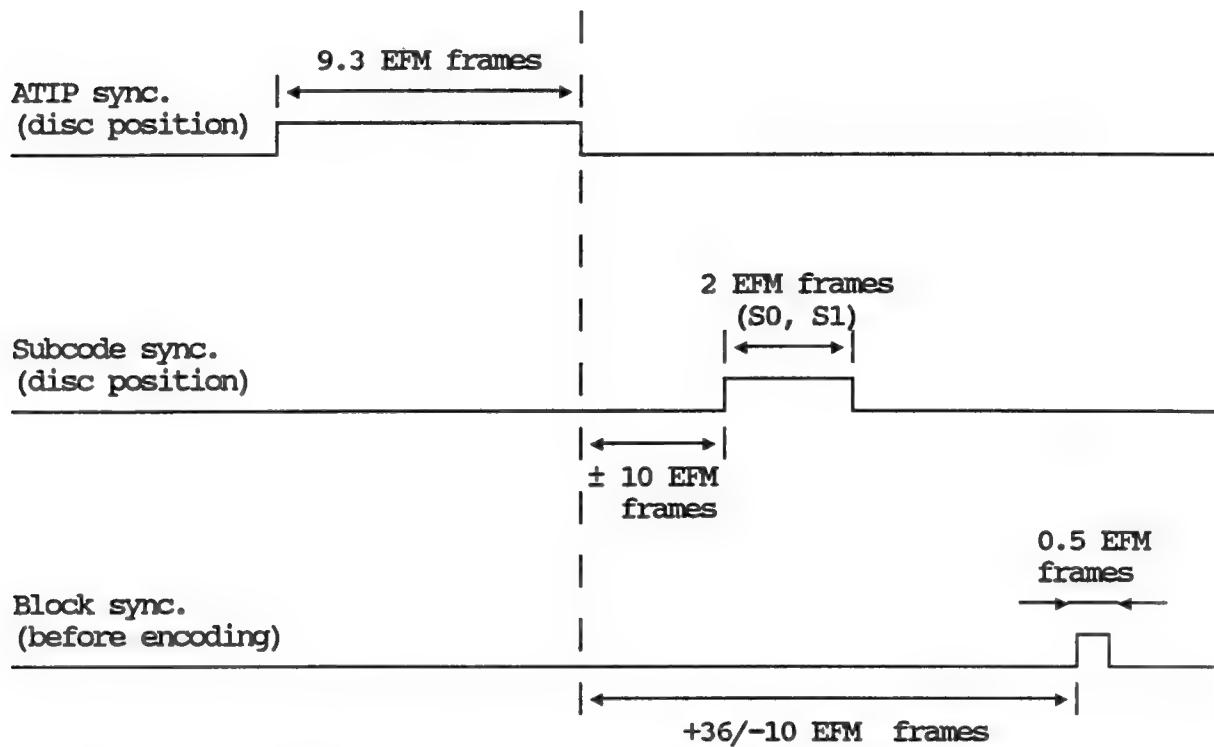 9.3 EFM frames
ATIP sync.
(disc position)
2 EFM frames
(S0, S1)
Subcode sync.
(disc position)
± 10 EFM
frames
0.5 EFM
frames
Block sync.
(before encoding)
+36/-10 EFM frames